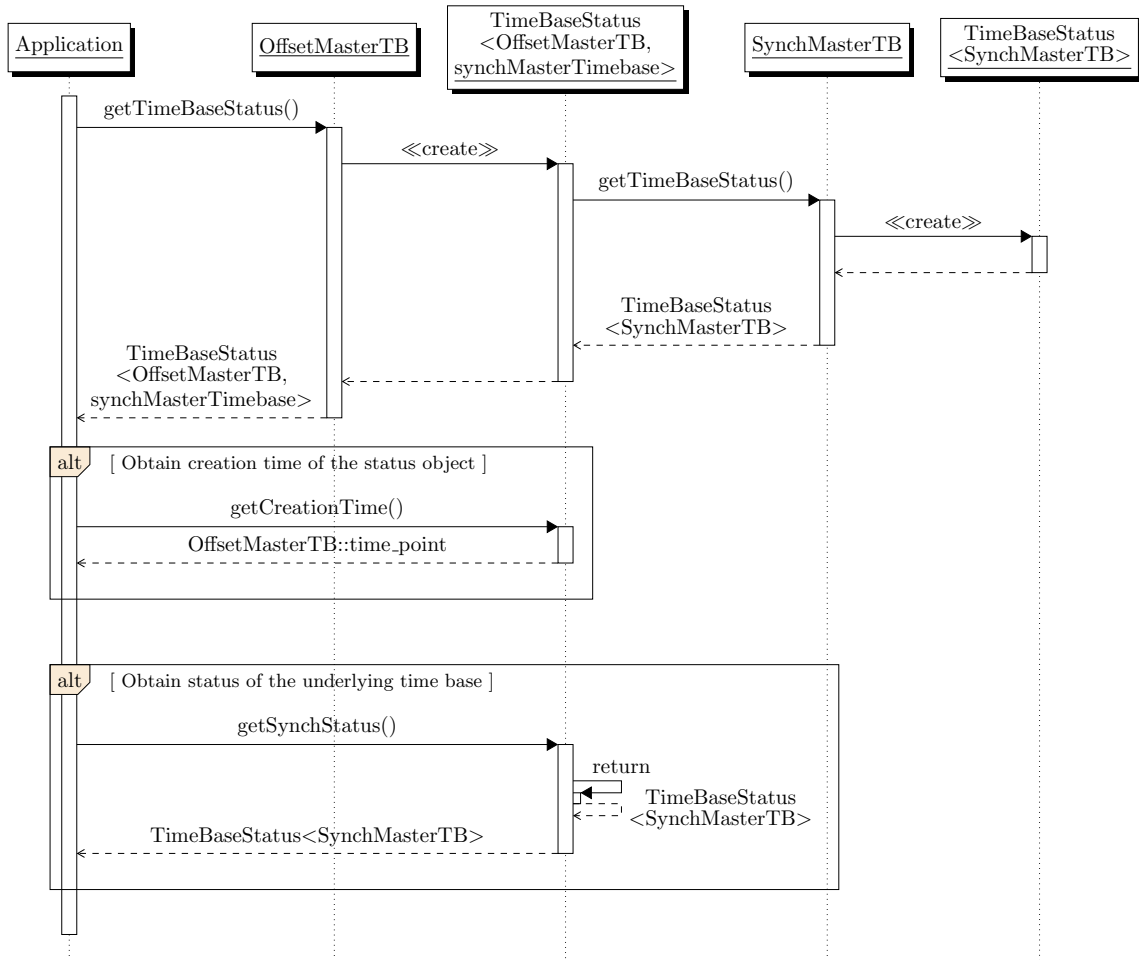 Application
OffsetMasterTB
TimeBaseStatus
<OffsetMasterTB,
synchMasterTimebase>
SynchMasterTB
TimeBaseStatus
<SynchMasterTB>
getTimeBaseStatus()
≪create≫
getTimeBaseStatus()
≪create≫
TimeBaseStatus
<SynchMasterTB>
TimeBaseStatus
<OffsetMasterTB,
synchMasterTimebase>
alt [ Obtain creation time of the status object ]
getCreationTime()
OffsetMasterTB::time_point
alt [ Obtain status of the underlying time base ]
getSynchStatus()
return
TimeBaseStatus
<SynchMasterTB>
TimeBaseStatus<SynchMasterTB>